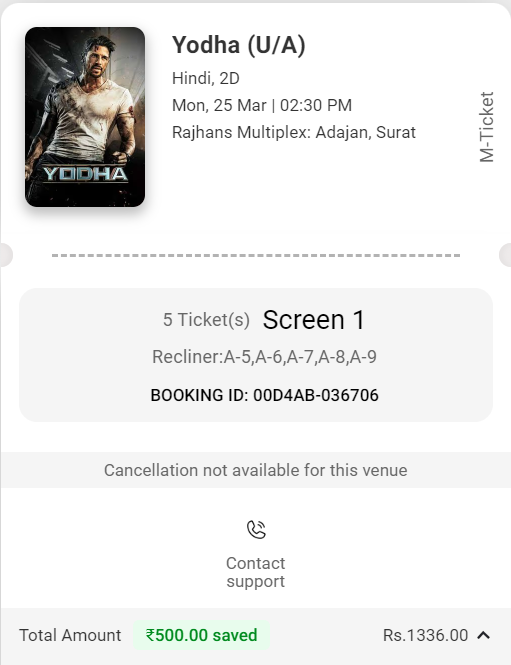 Yodha (U/A)
Hindi, 2D
Mon, 25 Mar | 02:30 PM
Rajhans Multiplex: Adajan, Surat
M-Ticket
YODHA
5 Ticket(s) Screen 1
Recliner:A-5,A-6,A-7,A-8,A-9
BOOKING ID: 00D4AB-036706
Cancellation not available for this venue
Contact
support
Total Amount ₹500.00 saved Rs.1336.00